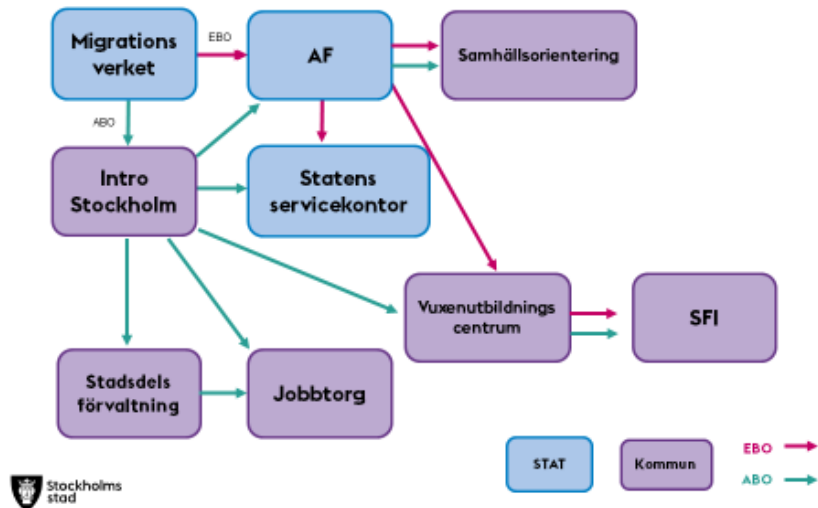 Migrations
verket
EBO
AF
Samhällsorientering
ABO
Intro
Stockholm
Statens
servicekontor
Vuxenutbildnings
centrum
SFI
Stadsdels
förvaltning
Jobbtorg
STAT
Kommun
EBO
ABO
Stockholms
stad